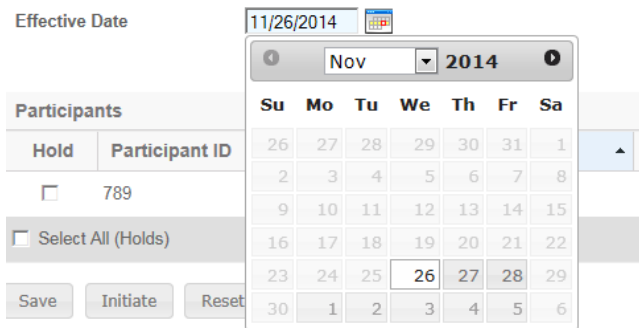 Effective Date 11/26/2014
Nov 2014
Su Mo Tu We Th Fr Sa
26 27 28 29 30 31 1
2 3 4 5 6 7 8
9 10 11 12 13 14 15
16 17 18 19 20 21 22
23 24 25 26 27 28 29
30 1 2 3 4 5 6
Participants
Hold Participant ID
789
Select All (Holds)
Save Initiate Reset